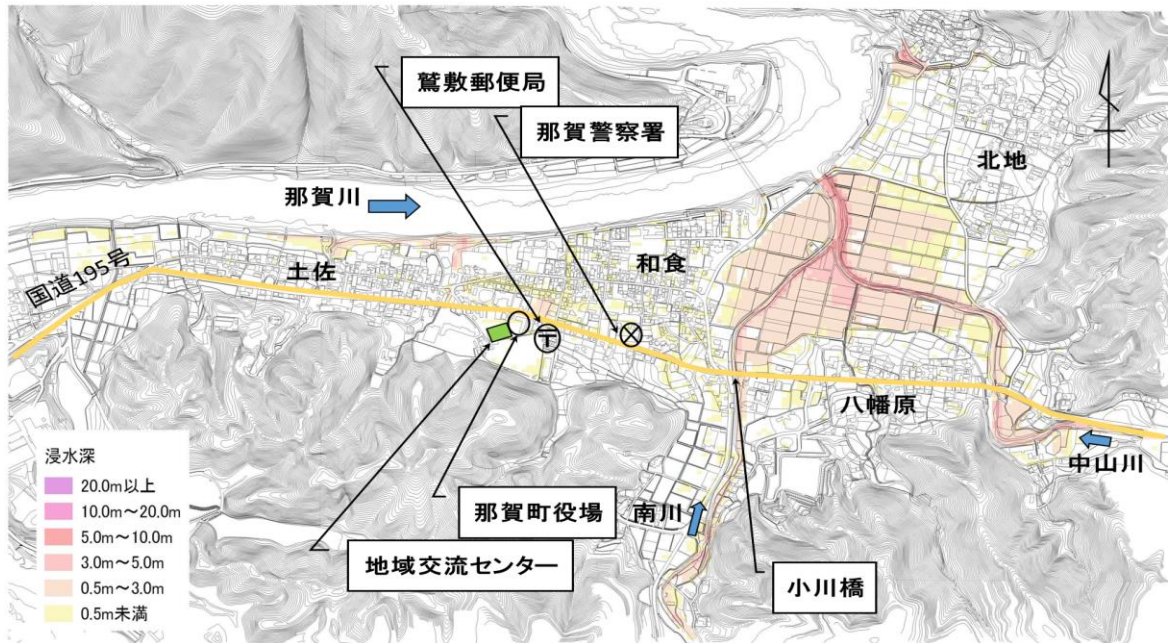 鷲敷郵便局
那賀警察署
北地
那賀川
和食
土佐
国道195号
八幡原
中山川
南川
那賀町役場
地域交流センター
小川橋
浸水深
20.0m以上
10.0m～20.0m
5.0m～10.0m
3.0m～5.0m
0.5m～3.0m
0.5m未満